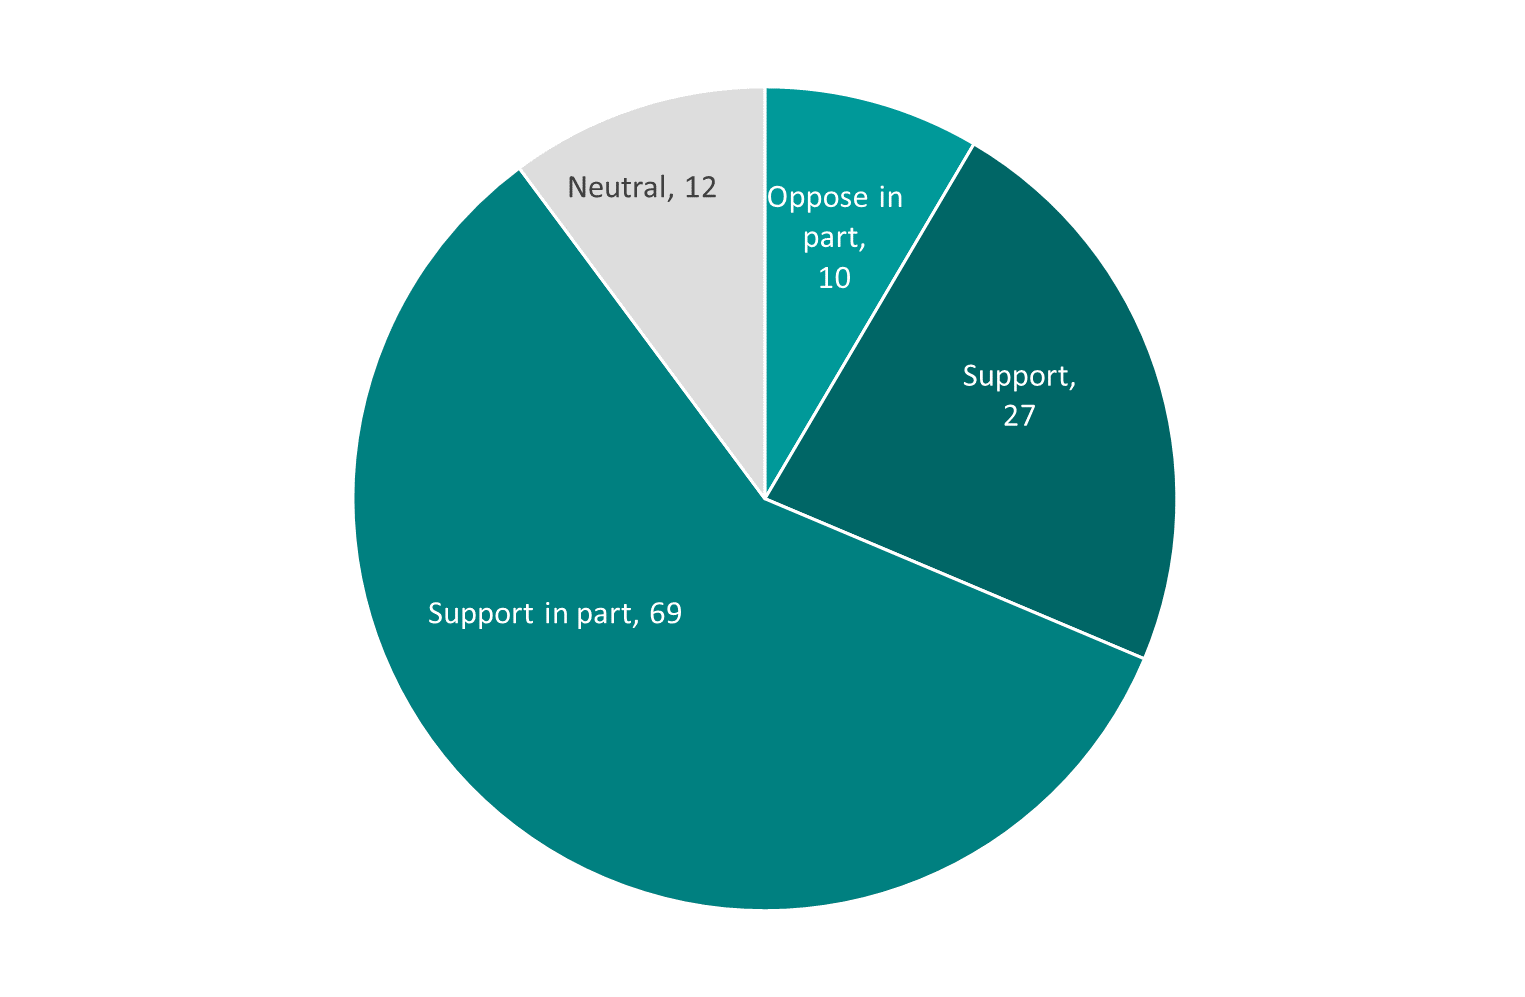 Neutral, 12
Oppose in
part,
10
Support,
27
Support in part, 69